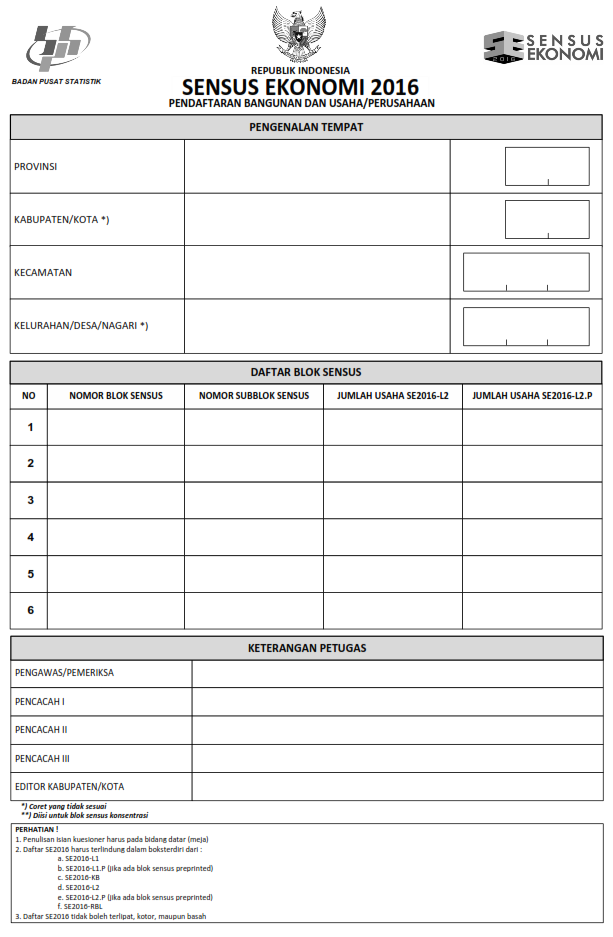 BADAN PUSAT STATISTIK
SENSUS
EKONOMI
2016
REPUBLIK INDONESIA
SENSUS EKONOMI 2016
PENDAFTARAN BANGUNAN DAN USAHA/PERUSAHAAN
PENGENALAN TEMPAT
PROVINSI
KABUPATEN/KOTA *)
KECAMATAN
KELURAHAN/DESA/NAGARI *)
DAFTAR BLOK SENSUS
NO NOMOR BLOK SENSUS NOMOR SUBBLOK SENSUS JUMLAH USAHA SE2016-L2 JUMLAH USAHA SE2016-L2.P
1
2
3
4
5
6
KETERANGAN PETUGAS
PENGAWAS/PEMERIKSA
PENCACAH I
PENCACAH II
PENCACAH III
EDITOR KABUPATEN/KOTA
*) Coret yang tidak sesuai
**) Diisi untuk blok sensus konsentrasi
PERHATIAN !
1. Penulisan isian kuesioner harus pada bidang datar (meja)
2. Daftar SE2016 harus terlindung dalam boksterdiri dari :
a. SE2016-L1
b. SE2016-L1.P (jika ada blok sensus preprinted)
c. SE2016-KB
d. SE2016-L2
e. SE2016-L2.P (jika ada blok sensus preprinted)
f. SE2016-RBL
3. Daftar SE2016 tidak boleh terlipat, kotor, maupun basah